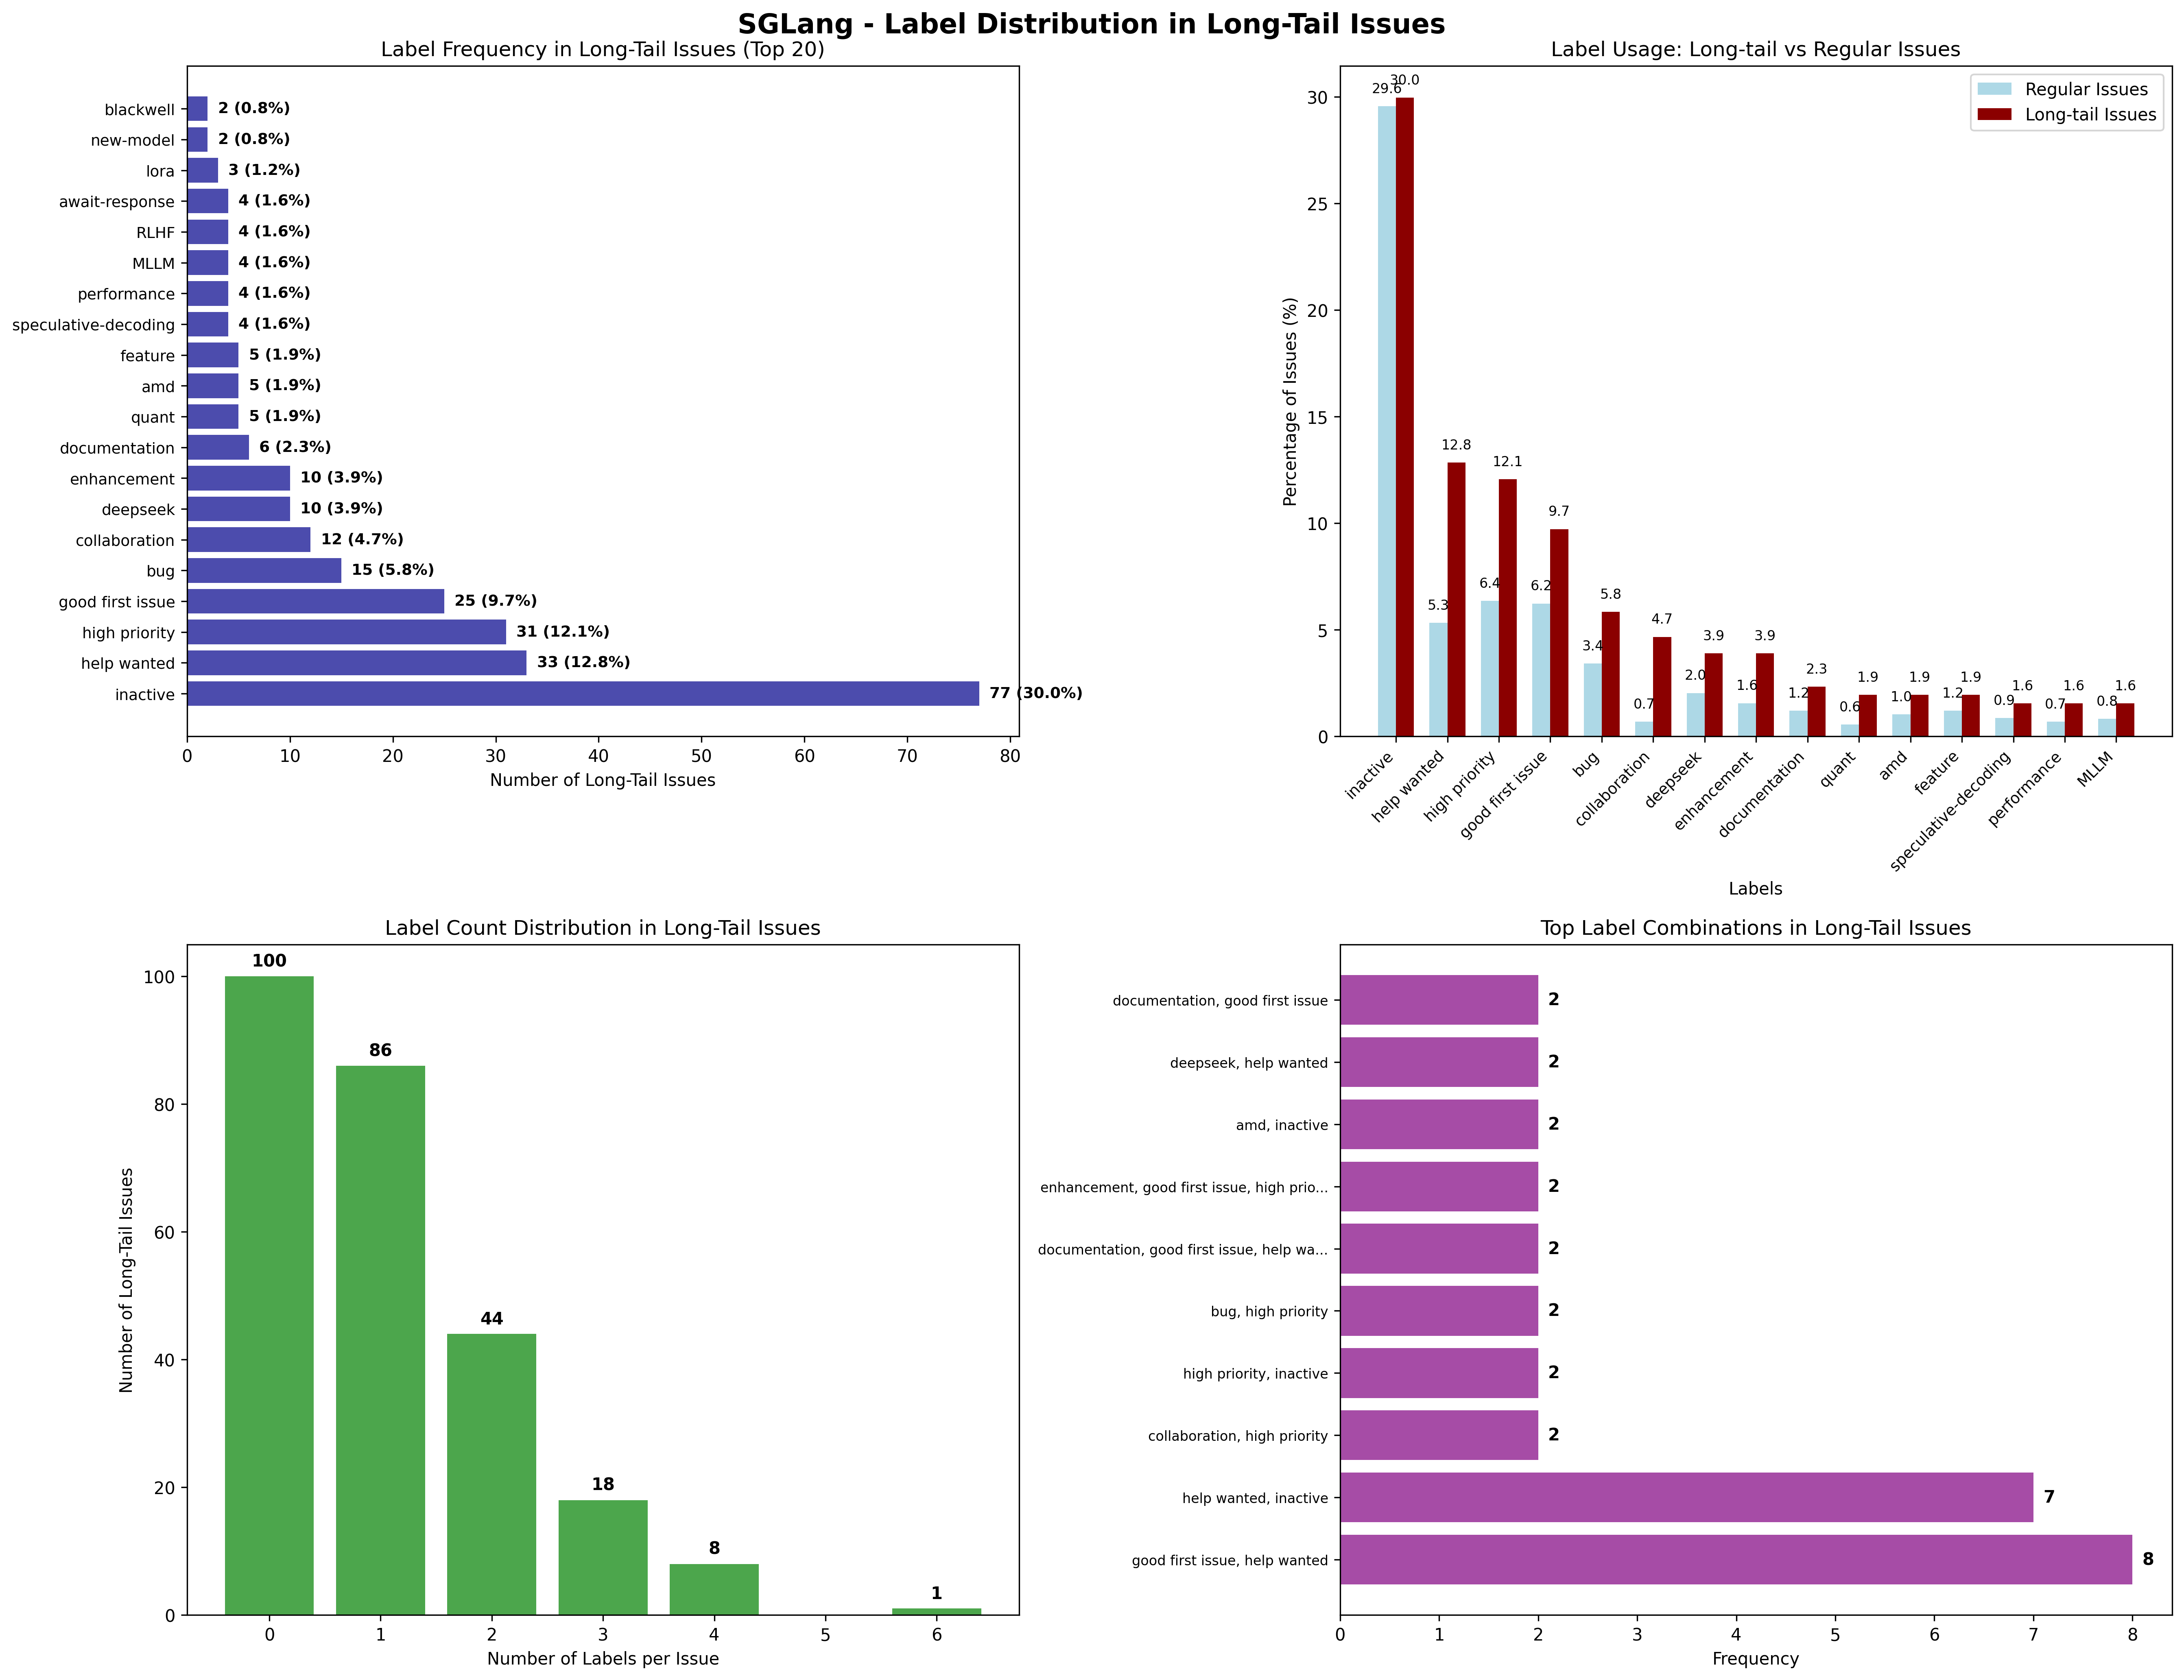 SGLang - Label Distribution in Long-Tail Issues
Label Frequency in Long-Tail Issues (Top 20)
blackwell 2 (0.8%)
new-model 2 (0.8%)
lora 3 (1.2%)
await-response 4 (1.6%)
RLHF 4 (1.6%)
MLLM 4 (1.6%)
performance 4 (1.6%)
speculative-decoding 4 (1.6%)
feature 5 (1.9%)
amd 5 (1.9%)
quant 5 (1.9%)
documentation 6 (2.3%)
enhancement 10 (3.9%)
deepseek 10 (3.9%)
collaboration 12 (4.7%)
bug 15 (5.8%)
good first issue 25 (9.7%)
high priority 31 (12.1%)
help wanted 33 (12.8%)
inactive 77 (30.0%)
0 10 20 30 40 50 60 70 80
Number of Long-Tail Issues
Label Usage: Long-tail vs Regular Issues
Regular Issues
Long-tail Issues
Percentage of Issues (%)
30
25
20
15
10
5
0
29.6 30.0
5.3 12.8
6.4 12.1
6.2 9.7
3.4 5.8
0.7 4.7
2.0 3.9
1.6 3.9
1.2 2.3
0.6 1.9
1.0 1.9
1.2 1.9
0.9 1.6
0.7 1.6
0.8 1.6
inactive
help wanted
high priority
good first issue
bug
collaboration
deepseek
enhancement
documentation
quant
amd
feature
speculative-decoding
performance
MLLM
Labels
Label Count Distribution in Long-Tail Issues
Number of Long-Tail Issues
100
80
60
40
20
0
100
86
44
18
8
1
0 1 2 3 4 5 6
Number of Labels per Issue
Top Label Combinations in Long-Tail Issues
documentation, good first issue 2
deepseek, help wanted 2
amd, inactive 2
enhancement, good first issue, high prio... 2
documentation, good first issue, help wa... 2
bug, high priority 2
high priority, inactive 2
collaboration, high priority 2
help wanted, inactive 7
good first issue, help wanted 8
0 1 2 3 4 5 6 7 8
Frequency